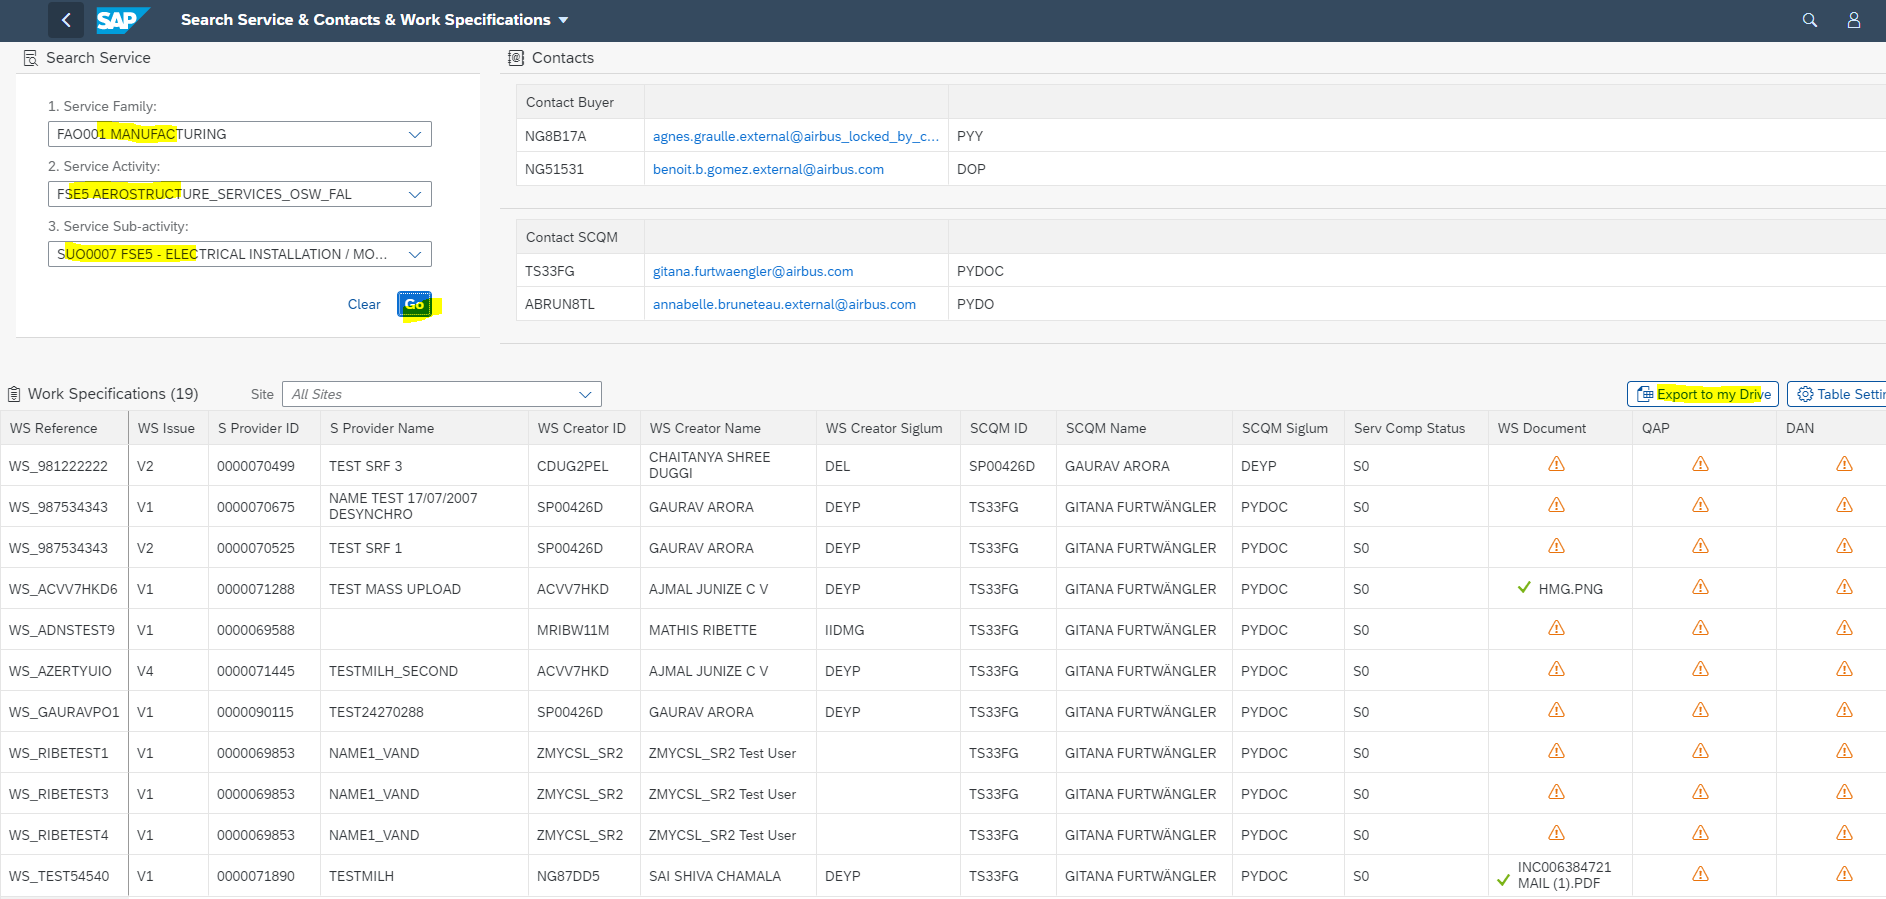 SAP Search Service & Contacts & Work Specifications
Search Service
1. Service Family:
FAO001 MANUFACTURING
2. Service Activity:
FSE5 AEROSTRUCTURE_SERVICES_OSW_FAL
3. Service Sub-activity:
SUO0007 FSE5 - ELECTRICAL INSTALLATION / MO...
Clear Go
Contacts
Contact Buyer
NG8B17A agnes.graulle.external@airbus_locked_by_c... PYY
NG51531 benoit.b.gomez.external@airbus.com DOP
Contact SCQM
TS33FG gitana.furtwaengler@airbus.com PYDOC
ABRUN8TL annabelle.bruneteau.external@airbus.com PYDO
Work Specifications (19) Site All Sites Export to my Drive Table Settin
WS Reference WS Issue S Provider ID S Provider Name WS Creator ID WS Creator Name WS Creator Siglum SCQM ID SCQM Name SCQM Siglum Serv Comp Status WS Document QAP DAN
WS_981222222 V2 0000070499 TEST SRF 3 CDUG2PEL CHAITANYA SHREE DUGGI DEL SP00426D GAURAV ARORA DEYP S0
WS_987534343 V1 0000070675 NAME TEST 17/07/2007 DESYNCHRO SP00426D GAURAV ARORA DEYP TS33FG GITANA FURTWÄNGLER PYDOC S0
WS_987534343 V2 0000070525 TEST SRF 1 SP00426D GAURAV ARORA DEYP TS33FG GITANA FURTWÄNGLER PYDOC S0
WS_ACVV7HKD6 V1 0000071288 TEST MASS UPLOAD ACVV7HKD AJMAL JUNIZE C V DEYP TS33FG GITANA FURTWÄNGLER PYDOC S0 HMG.PNG
WS_ADNSTEST9 V1 0000069588 MRIBW11M MATHIS RIBETTE IIDMG TS33FG GITANA FURTWÄNGLER PYDOC S0
WS_AZERTYUIO V4 0000071445 TESTMILH_SECOND ACVV7HKD AJMAL JUNIZE C V DEYP TS33FG GITANA FURTWÄNGLER PYDOC S0
WS_GAURAVPO1 V1 0000090115 TEST24270288 SP00426D GAURAV ARORA DEYP TS33FG GITANA FURTWÄNGLER PYDOC S0
WS_RIBETEST1 V1 0000069853 NAME1_VAND ZMYCSL_SR2 ZMYCSL_SR2 Test User TS33FG GITANA FURTWÄNGLER PYDOC S0
WS_RIBETEST3 V1 0000069853 NAME1_VAND ZMYCSL_SR2 ZMYCSL_SR2 Test User TS33FG GITANA FURTWÄNGLER PYDOC S0
WS_RIBETEST4 V1 0000069853 NAME1_VAND ZMYCSL_SR2 ZMYCSL_SR2 Test User TS33FG GITANA FURTWÄNGLER PYDOC S0
WS_TEST54540 V1 0000071890 TESTMILH NG87DD5 SAI SHIVA CHAMALA DEYP TS33FG GITANA FURTWÄNGLER PYDOC S0 INC006384721 MAIL (1).PDF